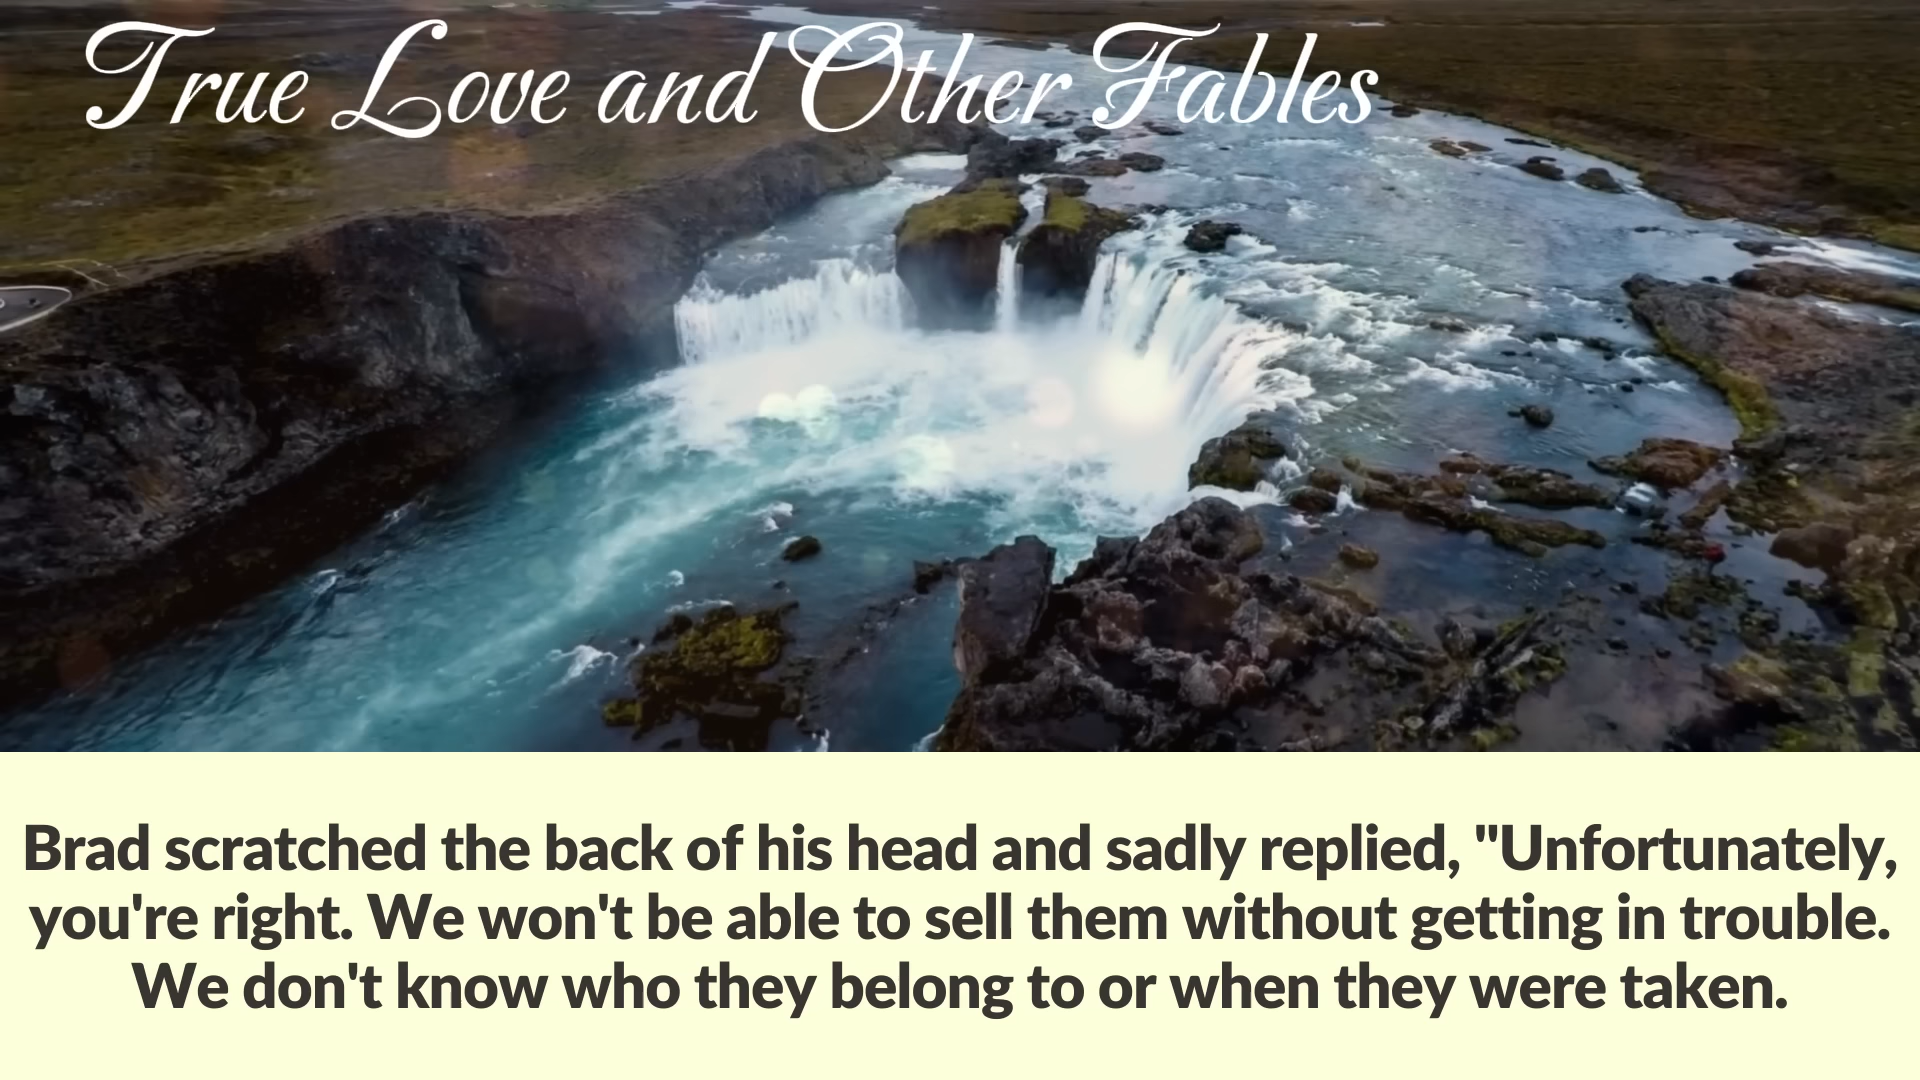 True Love and Other Fables
Brad scratched the back of his head and sadly replied, "Unfortunately,
you're right. We won't be able to sell them without getting in trouble.
We don't know who they belong to or when they were taken.